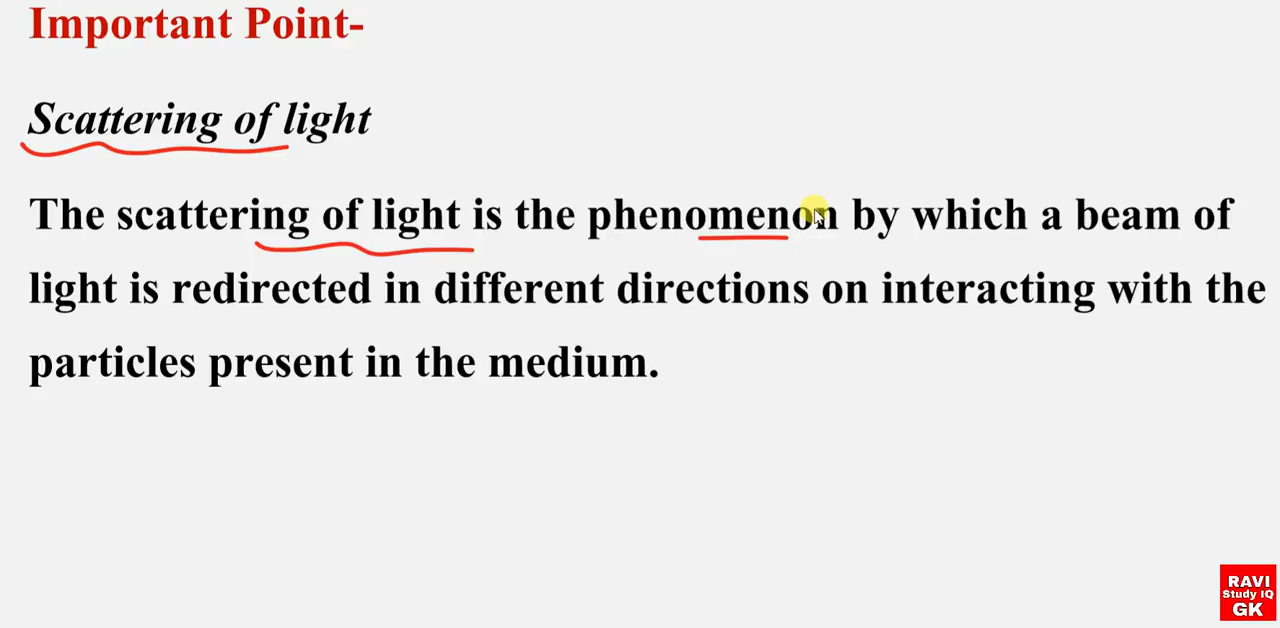 Important Point-
Scattering of light
The scattering of light is the phenomenon by which a beam of
light is redirected in different directions on interacting with the
particles present in the medium.
RAVI
Study IQ
GK